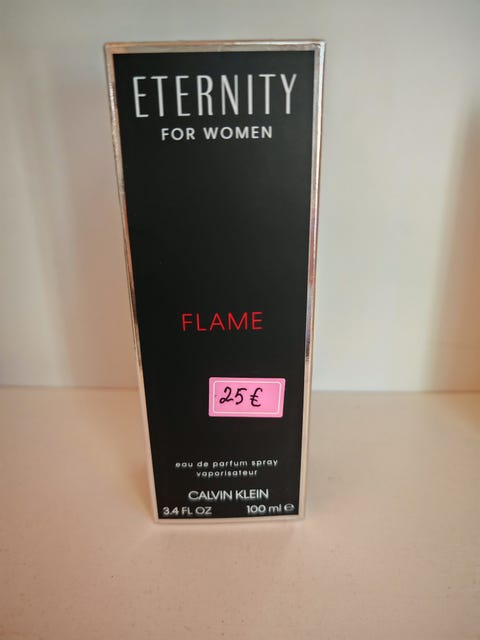 ETERNITY
FOR WOMEN
FLAME
25 €
eau de parfum spray
vaporisateur
CALVIN KLEIN
3.4 FL OZ 100 ml ℮